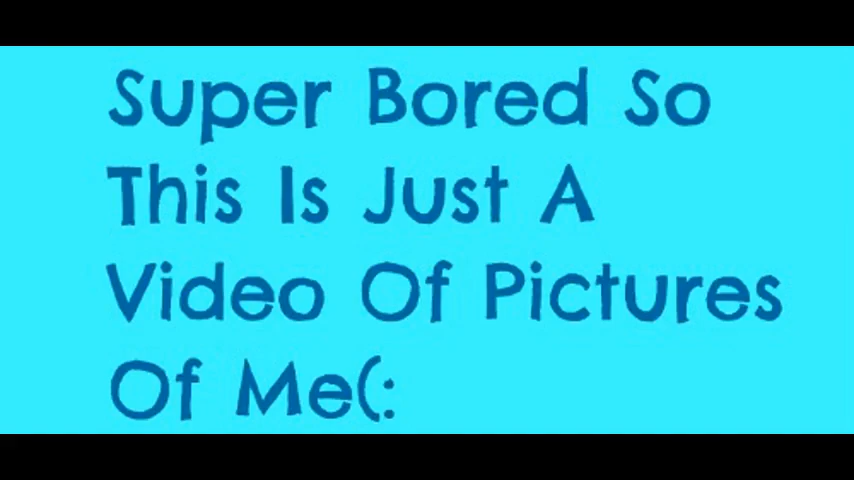 Super Bored So
This Is Just A
Video Of Pictures
Of Me(: